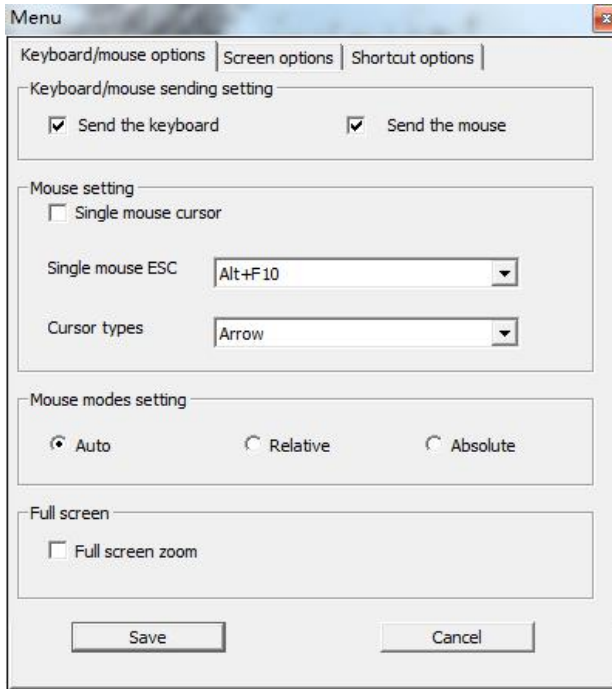 Menu
Keyboard/mouse options Screen options Shortcut options
Keyboard/mouse sending setting
Send the keyboard Send the mouse
Mouse setting
Single mouse cursor
Single mouse ESC Alt+F10
Cursor types Arrow
Mouse modes setting
Auto Relative Absolute
Full screen
Full screen zoom
Save Cancel